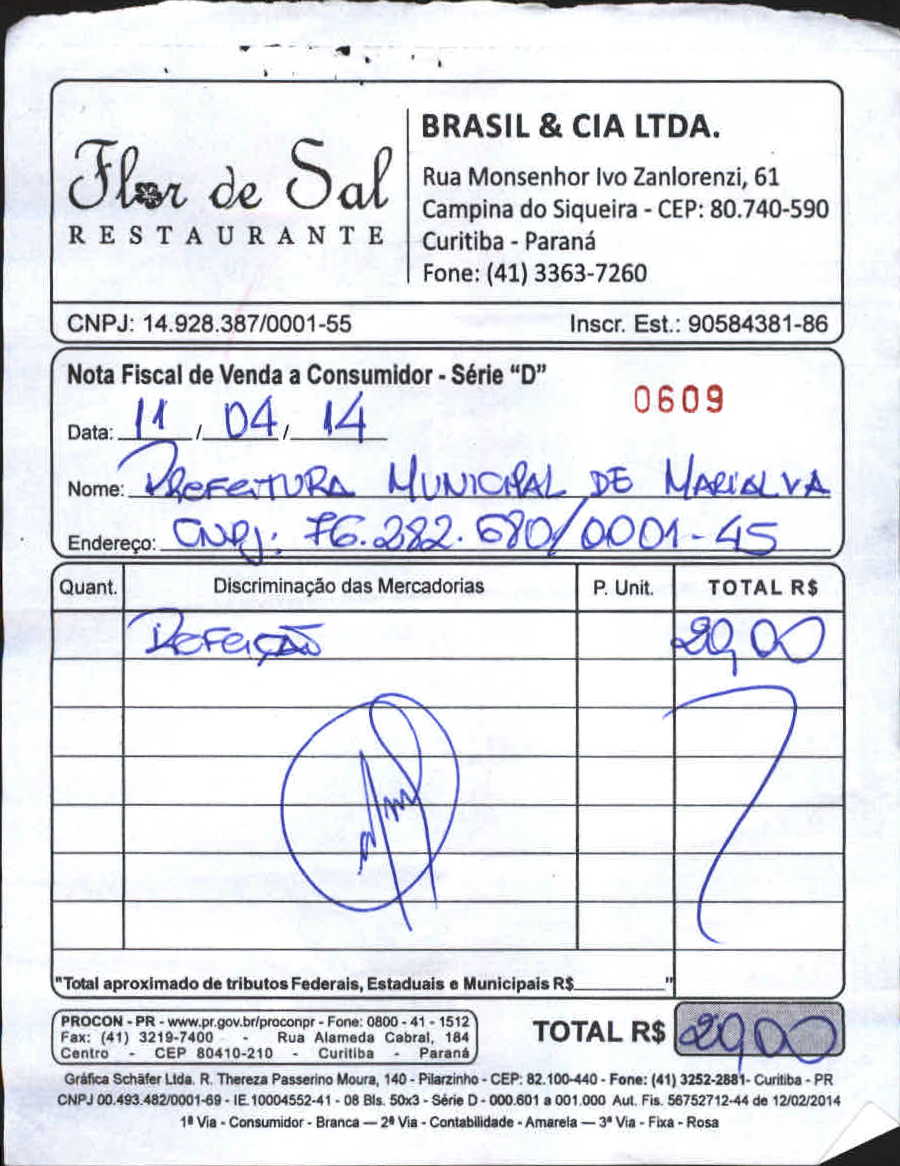 Flor de Sal
RESTAURANTE
BRASIL & CIA LTDA.
Rua Monsenhor Ivo Zanlorenzi, 61
Campina do Siqueira - CEP: 80.740-590
Curitiba - Paraná
Fone: (41) 3363-7260
CNPJ: 14.928.387/0001-55 Inscr. Est.: 90584381-86
Nota Fiscal de Venda a Consumidor - Série “D”
0609
Data: 11 / 04 / 14
Nome: PREFEITURA MUNICIPAL DE MARIALVA
Endereço: CNPJ: 76.282.680/0001-45
Quant. Discriminação das Mercadorias P. Unit. TOTAL R$
REFEIÇÃO 20,00
"Total aproximado de tributos Federais, Estaduais e Municipais R$__________"
PROCON - PR - www.pr.gov.br/proconpr - Fone: 0800 - 41 - 1512
Fax: (41) 3219-7400 - Rua Alameda Cabral, 184
Centro - CEP 80410-210 - Curitiba - Paraná
TOTAL R$ 20,00
Gráfica Schäfer Ltda. R. Thereza Passerino Moura, 140 - Pilarzinho - CEP: 82.100-440 - Fone: (41) 3252-2881- Curitiba - PR
CNPJ 00.493.482/0001-69 - IE.10004552-41 - 08 Bls. 50x3 - Série D - 000.601 a 001.000 Aut. Fis. 56752712-44 de 12/02/2014
1ª Via - Consumidor - Branca — 2ª Via - Contabilidade - Amarela — 3ª Via - Fixa - Rosa